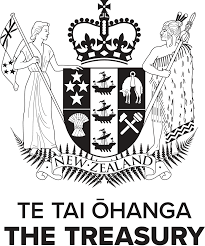 NEW ZEALAND
TE TAI ŌHANGA
THE TREASURY